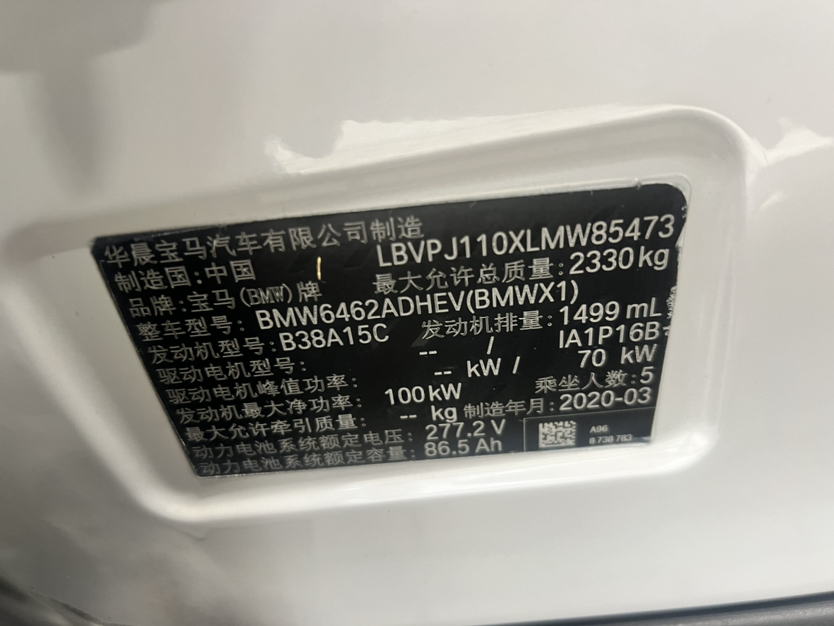 华晨宝马汽车有限公司制造
LBVPJ110XLMW85473
制造国:中国
最大允许总质量:2330kg
品牌:宝马(BMW)牌
整车型号: BMW6462ADHEV(BMWX1)
发动机型号: B38A15C 发动机排量: 1499 mL
驱动电机型号: -- / IA1P16B
驱动电机峰值功率: -- kW / 70 kW
发动机最大净功率: 100kW 乘坐人数: 5
最大允许牵引质量: -- kg 制造年月: 2020-03
动力电池系统额定电压: 277.2 V
动力电池系统额定容量: 86.5 Ah
A96
8 738 783